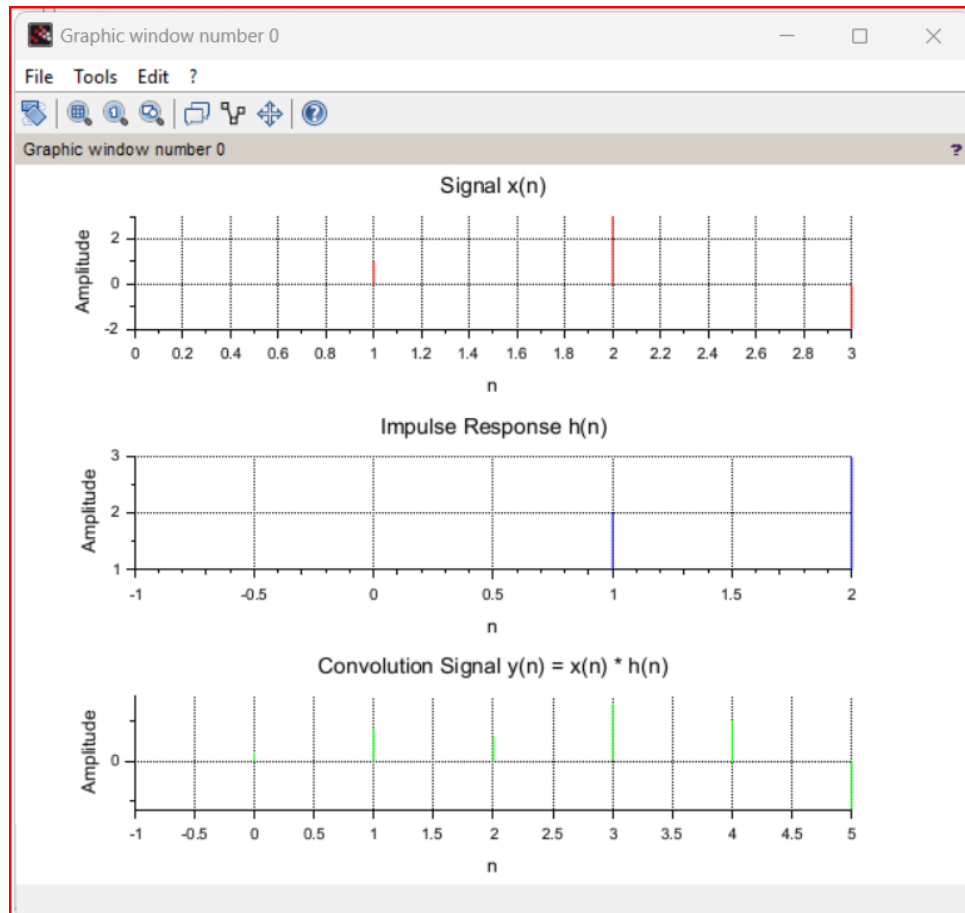 Graphic window number 0
File Tools Edit ?
Graphic window number 0 ?
Signal x(n)
Amplitude
2
0
-2
0 0.2 0.4 0.6 0.8 1 1.2 1.4 1.6 1.8 2 2.2 2.4 2.6 2.8 3
n
Impulse Response h(n)
Amplitude
3
2
1
-1 -0.5 0 0.5 1 1.5 2
n
Convolution Signal y(n) = x(n) * h(n)
Amplitude
0
-1 -0.5 0 0.5 1 1.5 2 2.5 3 3.5 4 4.5 5
n